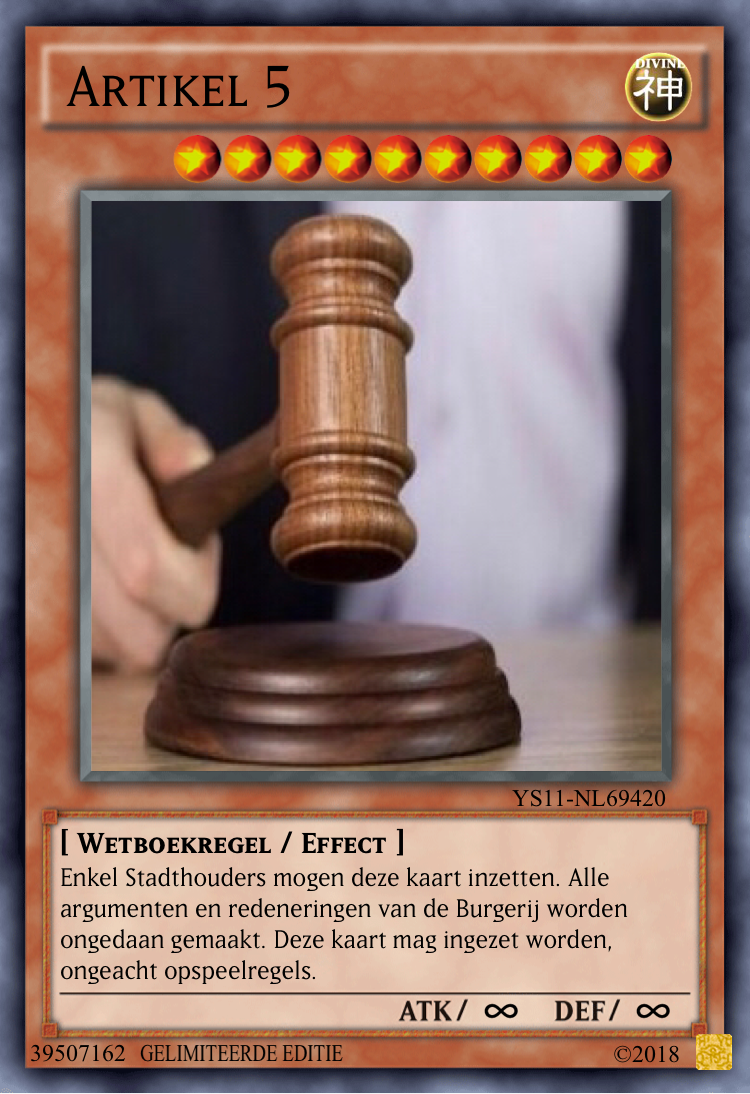 Artikel 5
DIVINE
神
YS11-NL69420
[ Wetboekregel / Effect ]
Enkel Stadthouders mogen deze kaart inzetten. Alle
argumenten en redeneringen van de Burgerij worden
ongedaan gemaakt. Deze kaart mag ingezet worden,
ongeacht opspeelregels.
ATK/ ∞ DEF/ ∞
39507162 GELIMITEERDE EDITIE ©2018